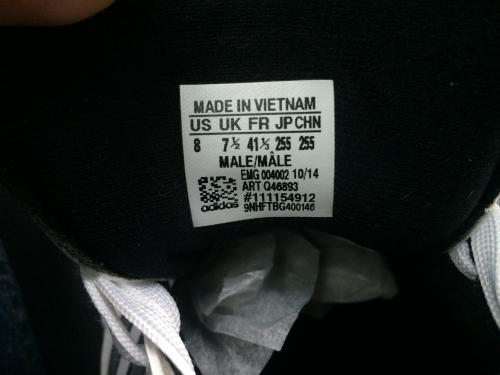 MADE IN VIETNAM
US UK FR JP CHN
8 7½ 41⅓ 255 255
MALE/MÂLE
EMG 004002 10/14
ART Q46893
#111154912
adidas 9NHFTBG400146